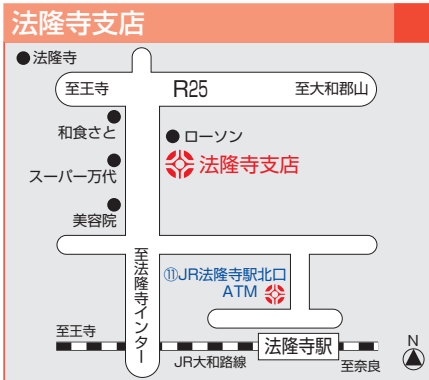 法隆寺支店
●法隆寺
至王寺
R25
至大和郡山
和食さと
●ローソン
法隆寺支店
スーパー万代
美容院
至法隆寺インター
⑪JR法隆寺駅北口
ATM
至王寺
JR大和路線
法隆寺駅
至奈良
N